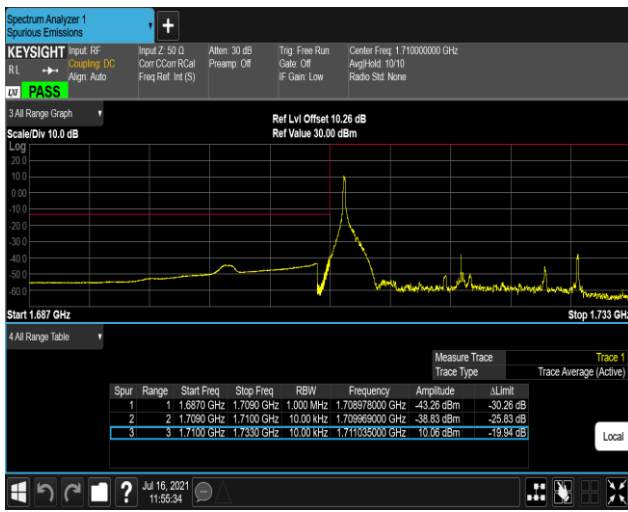 Spectrum Analyzer 1
Spurious Emissions
KEYSIGHT Input: RF Input Z: 50 Ω Atten: 30 dB Trig: Free Run Center Freq: 1.710000000 GHz
RL Coupling: DC Corr CCorr RCal Preamp: Off Gate: Off Avg|Hold: 10/10
Align: Auto Freq Ref: Int (S) IF Gain: Low Radio Std: None
LXI PASS
3 All Range Graph
Ref Lvl Offset 10.26 dB
Scale/Div 10.0 dB Ref Value 30.00 dBm
Log
20.0
10.0
0.00
-10.0
-20.0
-30.0
-40.0
-50.0
-60.0
Start 1.687 GHz Stop 1.733 GHz
4 All Range Table
Measure Trace Trace 1
Trace Type Trace Average (Active)
Spur Range Start Freq Stop Freq RBW Frequency Amplitude ΔLimit
1 1 1.6870 GHz 1.7090 GHz 1.000 MHz 1.708978000 GHz -43.26 dBm -30.26 dB
2 2 1.7090 GHz 1.7100 GHz 10.00 kHz 1.709969000 GHz -38.83 dBm -25.83 dB
3 3 1.7100 GHz 1.7330 GHz 10.00 kHz 1.711035000 GHz 10.06 dBm -19.94 dB
Local
? Jul 16, 2021
11:55:34